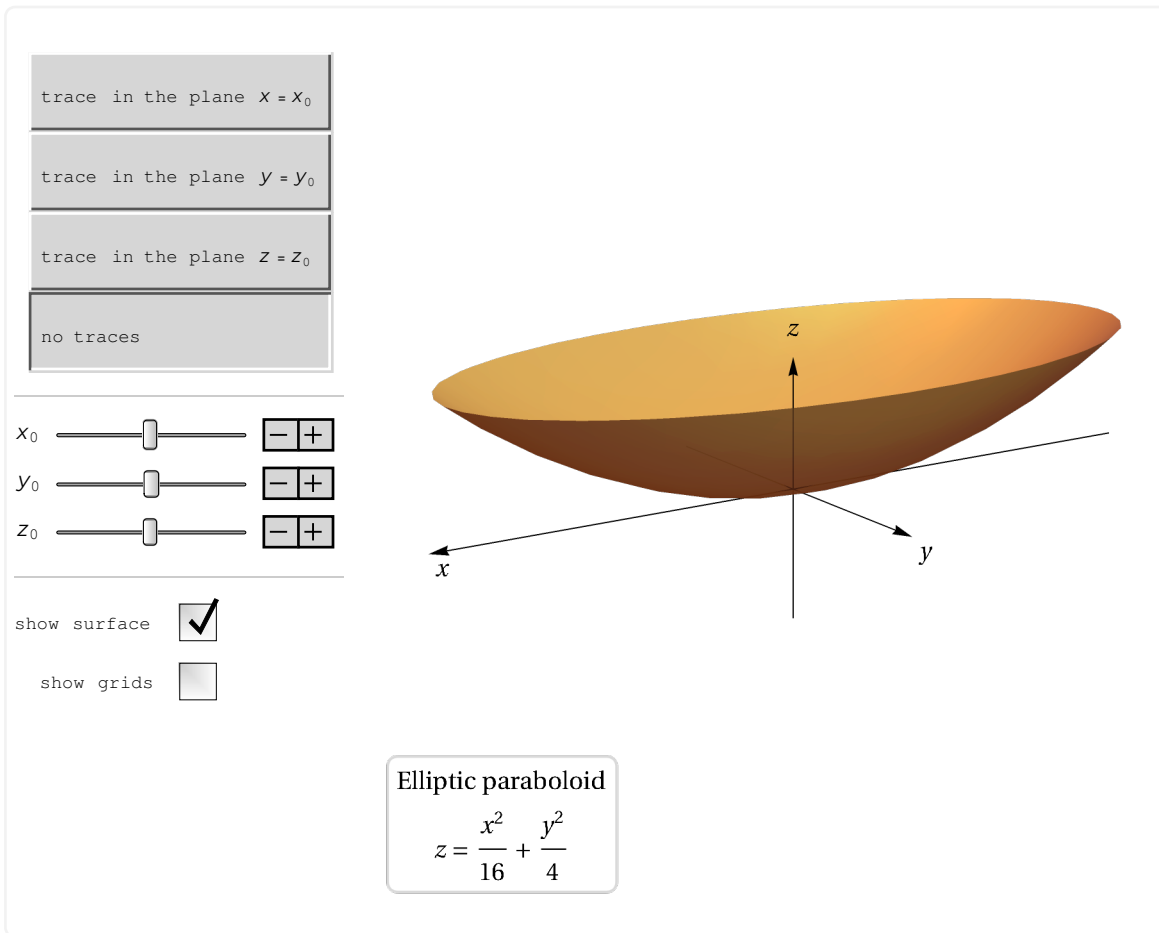 trace in the plane x = x₀
trace in the plane y = y₀
trace in the plane z = z₀
no traces
x₀ − +
y₀ − +
z₀ − +
show surface
show grids
z
x
y
Elliptic paraboloid
z = x²/16 + y²/4